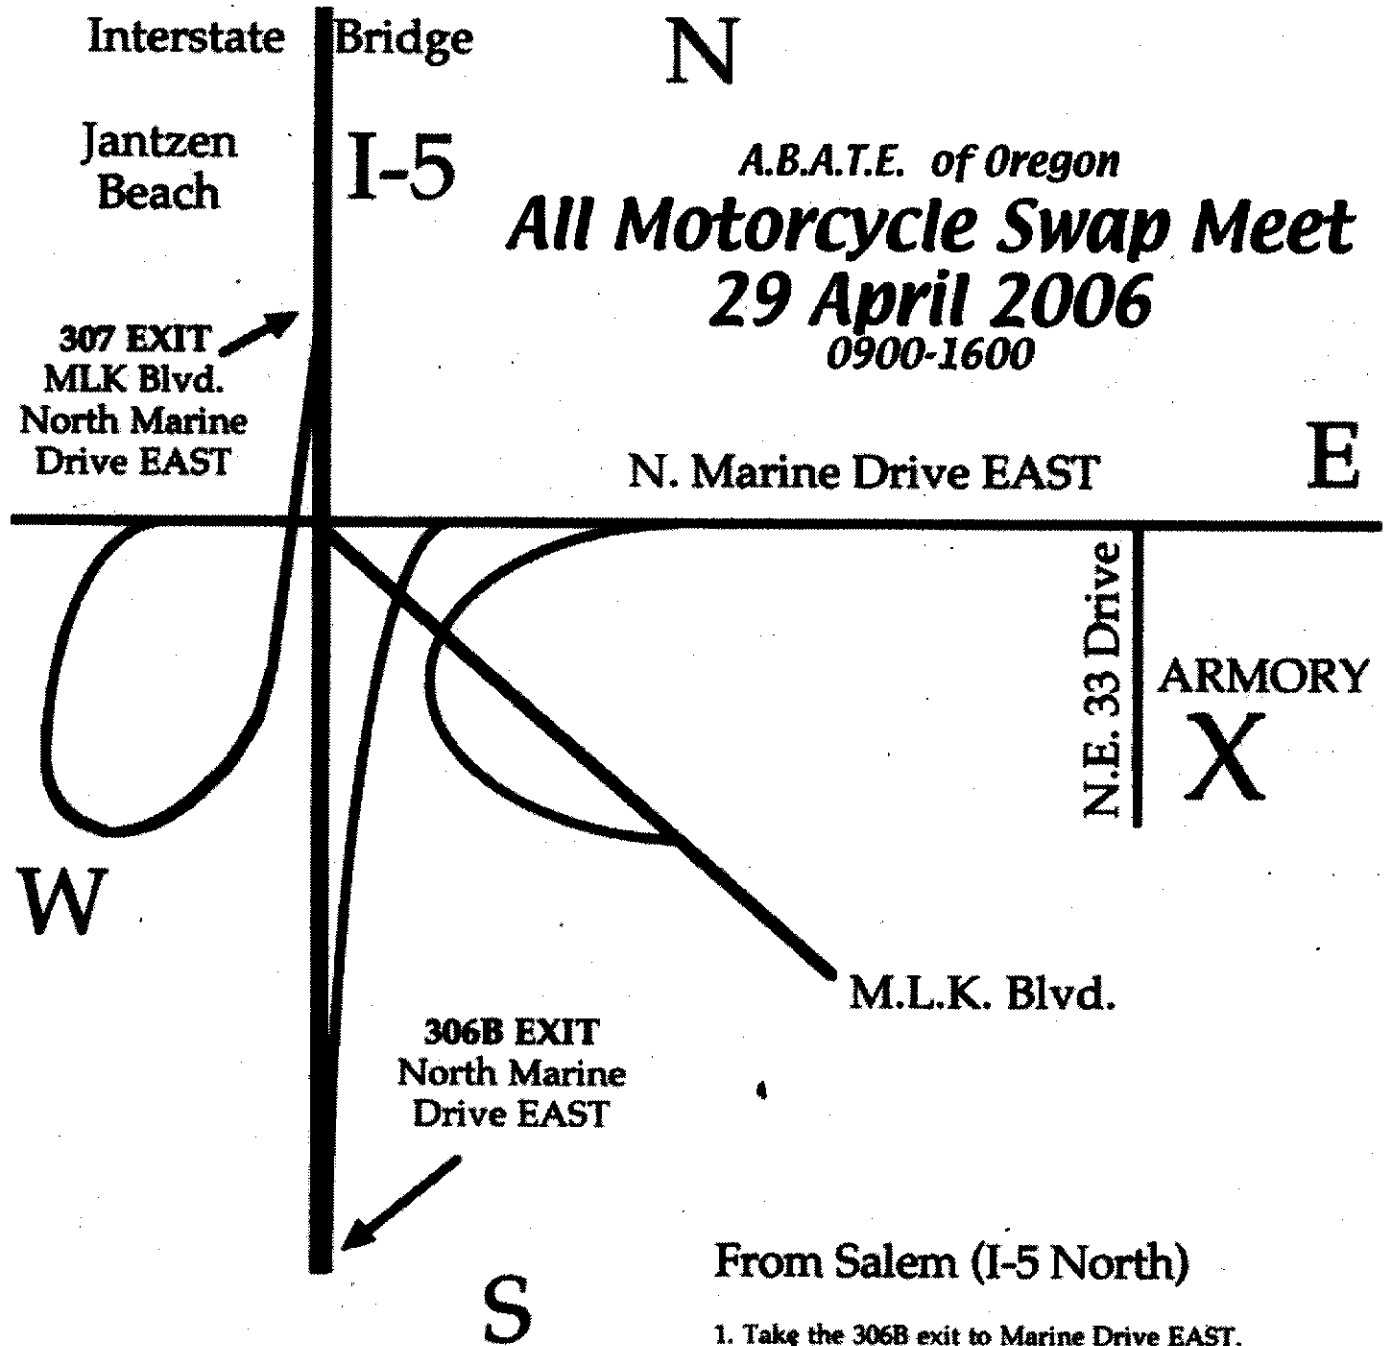 Interstate Bridge
N
Jantzen
Beach
I-5
A.B.A.T.E. of Oregon
All Motorcycle Swap Meet
29 April 2006
0900-1600
307 EXIT
MLK Blvd.
North Marine
Drive EAST
N. Marine Drive EAST
E
N.E. 33 Drive
ARMORY
X
W
M.L.K. Blvd.
306B EXIT
North Marine
Drive EAST
S
From Salem (I-5 North)
1. Take the 306B exit to Marine Drive EAST.